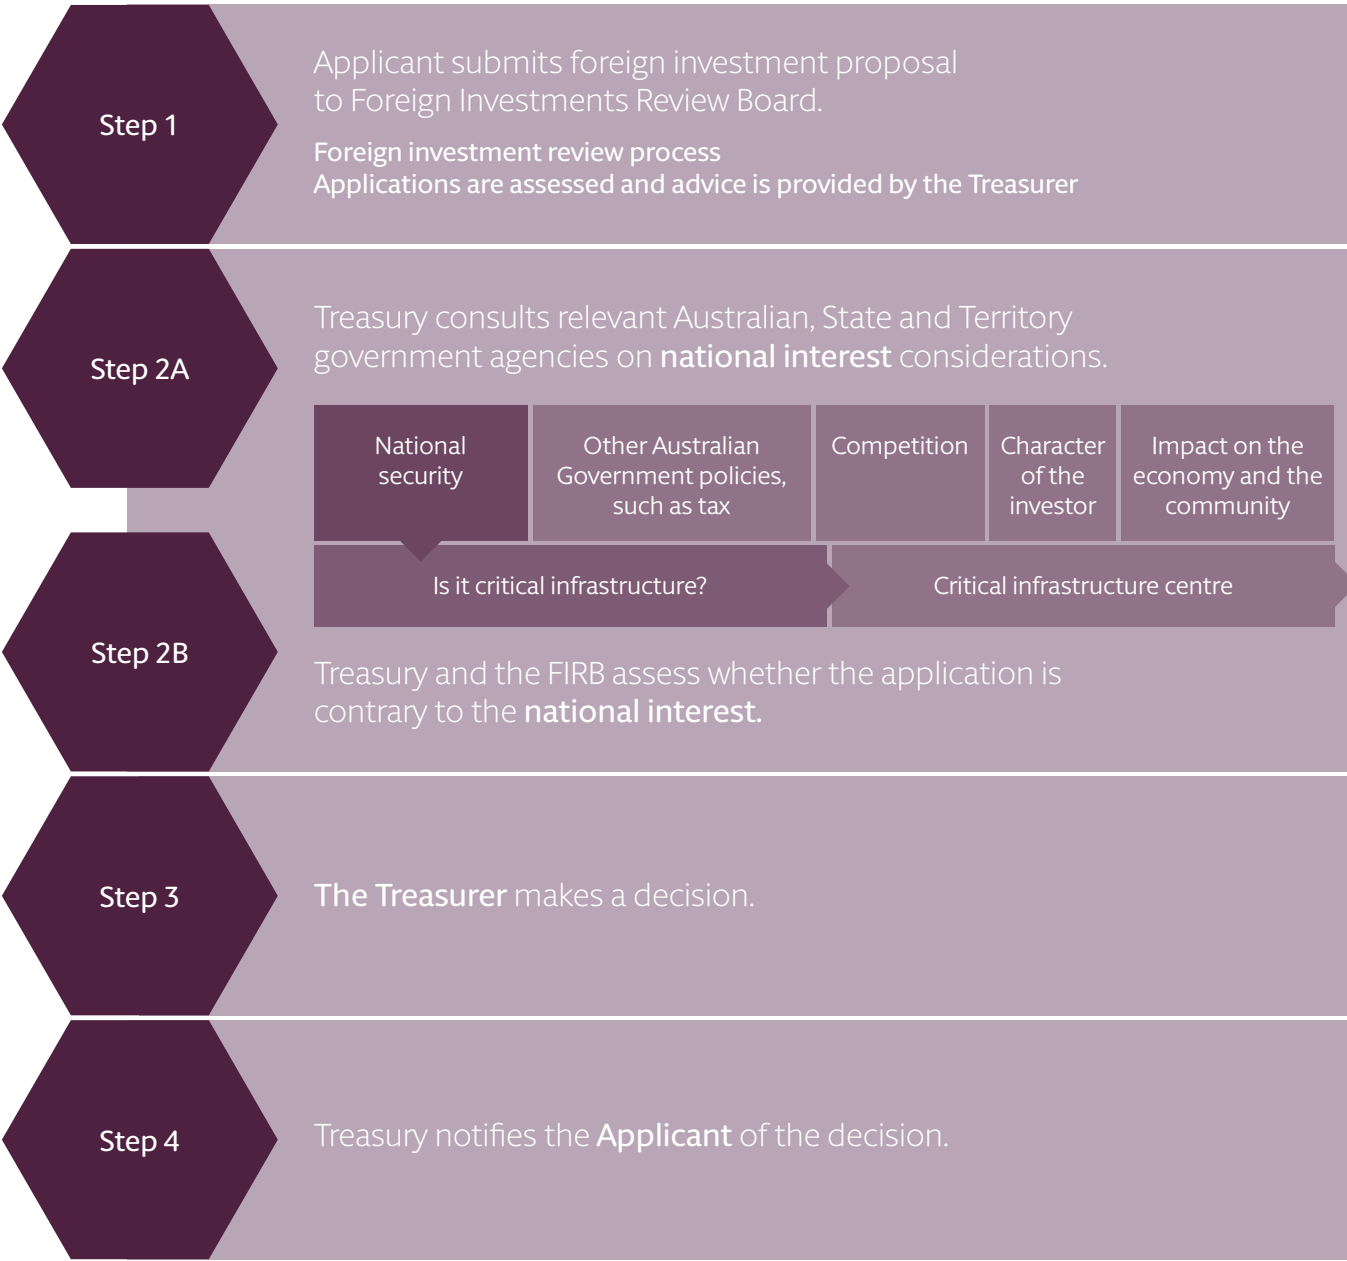 Step 1
Applicant submits foreign investment proposal
to Foreign Investments Review Board.
Foreign investment review process
Applications are assessed and advice is provided by the Treasurer
Step 2A
Treasury consults relevant Australian, State and Territory
government agencies on national interest considerations.
National
security
Other Australian
Government policies,
such as tax
Competition
Character
of the
investor
Impact on the
economy and the
community
Is it critical infrastructure?
Critical infrastructure centre
Step 2B
Treasury and the FIRB assess whether the application is
contrary to the national interest.
Step 3
The Treasurer makes a decision.
Step 4
Treasury notifies the Applicant of the decision.